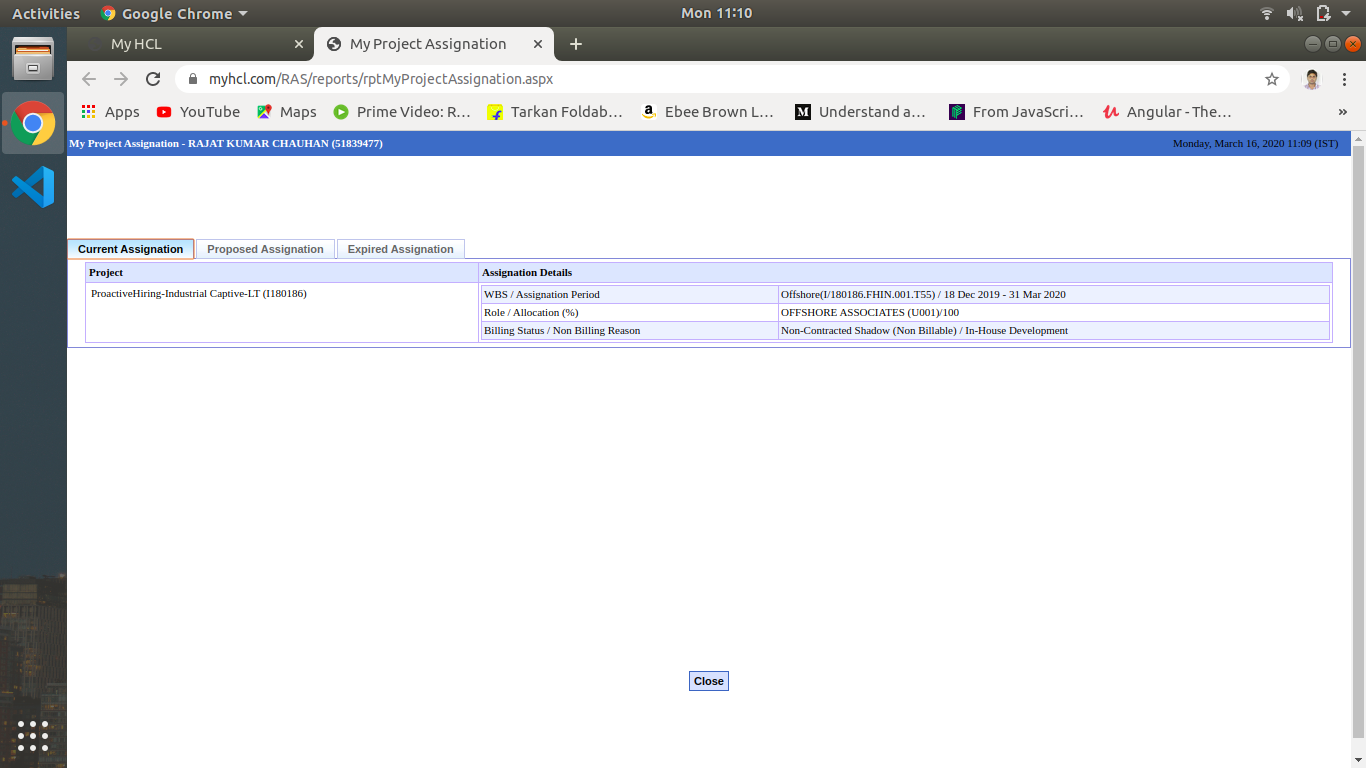 Activities Google Chrome Mon 11:10
My HCL My Project Assignation
myhcl.com/RAS/reports/rptMyProjectAssignation.aspx
Apps YouTube Maps Prime Video: R… Tarkan Foldab… Ebee Brown L… Understand a… From JavaScri… Angular - The… »
My Project Assignation - RAJAT KUMAR CHAUHAN (51839477) Monday, March 16, 2020 11:09 (IST)
Current Assignation Proposed Assignation Expired Assignation
Project Assignation Details
ProactiveHiring-Industrial Captive-LT (I180186) WBS / Assignation Period Offshore(I/180186.FHIN.001.T55) / 18 Dec 2019 - 31 Mar 2020
Role / Allocation (%) OFFSHORE ASSOCIATES (U001)/100
Billing Status / Non Billing Reason Non-Contracted Shadow (Non Billable) / In-House Development
Close